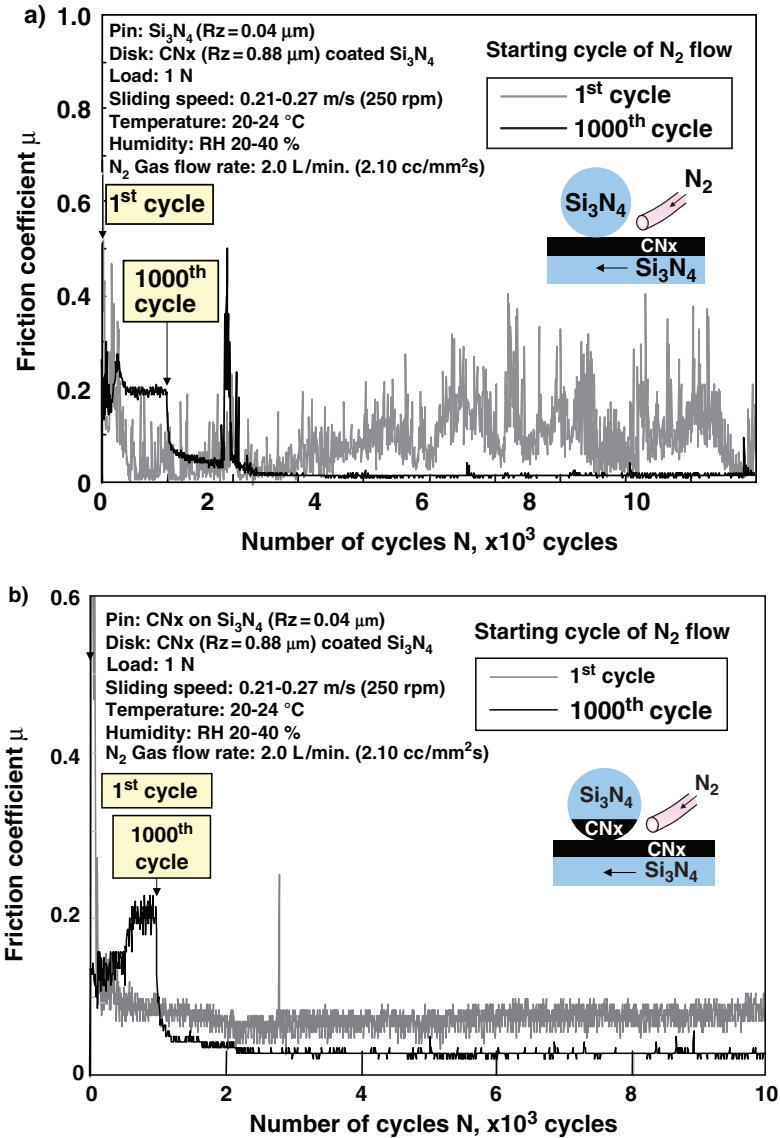 a)
1.0
0.8
0.6
0.4
0.2
0
Friction coefficient μ
Pin: Si₃N₄ (Rz=0.04 μm)
Disk: CNx (Rz=0.88 μm) coated Si₃N₄
Load: 1 N
Sliding speed: 0.21-0.27 m/s (250 rpm)
Temperature: 20-24 °C
Humidity: RH 20-40 %
N₂ Gas flow rate: 2.0 L/min. (2.10 cc/mm²s)
Starting cycle of N₂ flow
1st cycle
1000th cycle
1st cycle
1000th
cycle
N₂
Si₃N₄
CNx
Si₃N₄
0 2 4 6 8 10
Number of cycles N, x10³ cycles
b)
0.6
0.4
0.2
0
Friction coefficient μ
Pin: CNx on Si₃N₄ (Rz=0.04 μm)
Disk: CNx (Rz=0.88 μm) coated Si₃N₄
Load: 1 N
Sliding speed: 0.21-0.27 m/s (250 rpm)
Temperature: 20-24 °C
Humidity: RH 20-40 %
N₂ Gas flow rate: 2.0 L/min. (2.10 cc/mm²s)
Starting cycle of N₂ flow
1st cycle
1000th cycle
1st cycle
1000th
cycle
N₂
Si₃N₄
CNx
CNx
Si₃N₄
0 2 4 6 8 10
Number of cycles N, x10³ cycles